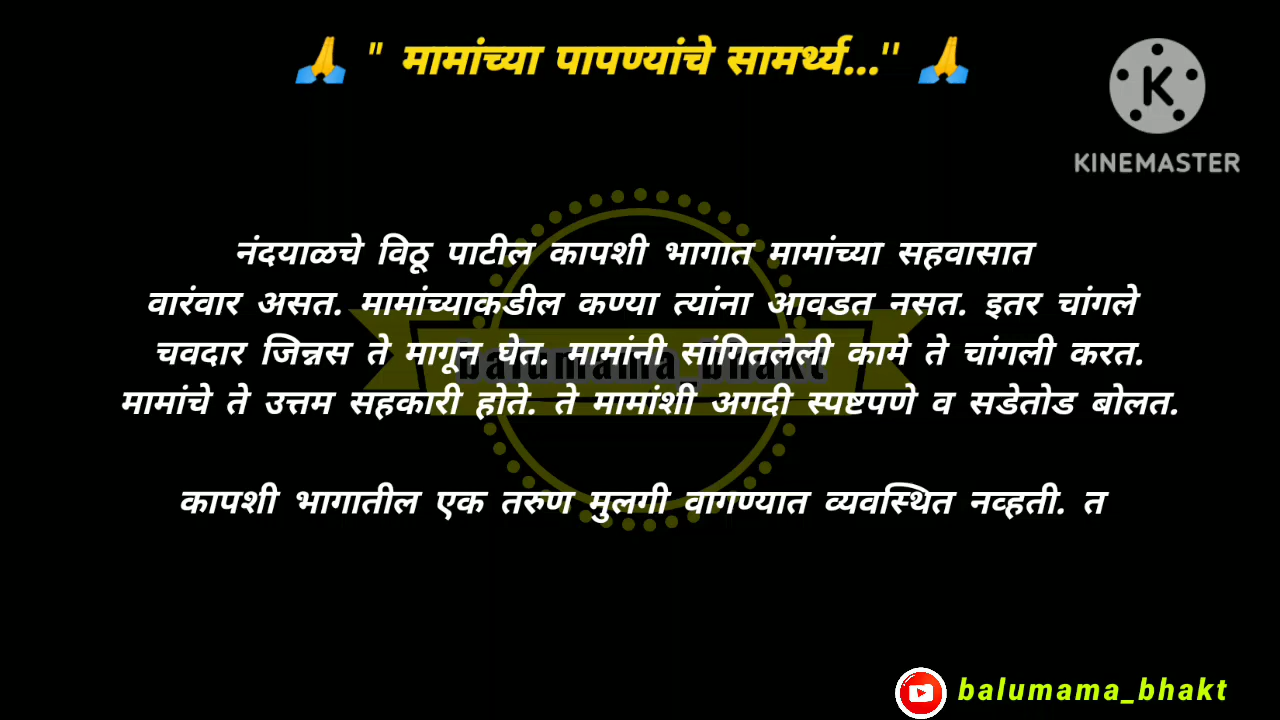 🙏 " मामांच्या पापण्यांचे सामर्थ्य...'' 🙏
K
KINEMASTER
नंदयाळचे विठू पाटील कापशी भागात मामांच्या सहवासात
वारंवार असत. मामांच्याकडील कण्या त्यांना आवडत नसत. इतर चांगले
चवदार जिन्नस ते मागून घेत. मामांनी सांगितलेली कामे ते चांगली करत.
balumama_bhakt
मामांचे ते उत्तम सहकारी होते. ते मामांशी अगदी स्पष्टपणे व सडेतोड बोलत.
कापशी भागातील एक तरुण मुलगी वागण्यात व्यवस्थित नव्हती. त
balumama_bhakt